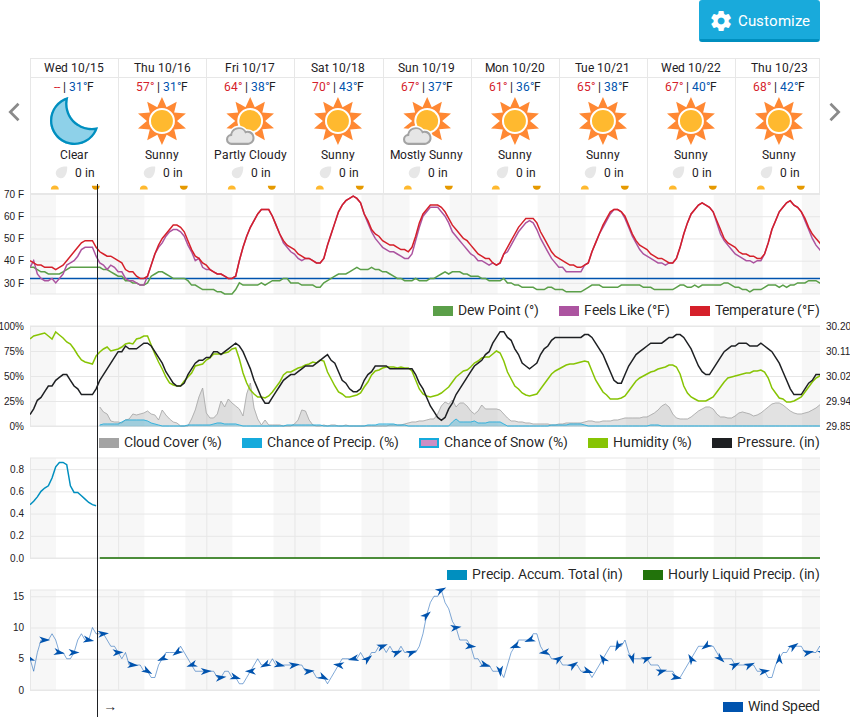 Customize
Wed 10/15 Thu 10/16 Fri 10/17 Sat 10/18 Sun 10/19 Mon 10/20 Tue 10/21 Wed 10/22 Thu 10/23
– | 31°F 57° | 31°F 64° | 38°F 70° | 43°F 67° | 37°F 61° | 36°F 65° | 38°F 67° | 40°F 68° | 42°F
Clear Sunny Partly Cloudy Sunny Mostly Sunny Sunny Sunny Sunny Sunny
0 in 0 in 0 in 0 in 0 in 0 in 0 in 0 in 0 in
70 F
60 F
50 F
40 F
30 F
Dew Point (°) Feels Like (°F) Temperature (°F)
100% 30.20
75% 30.11
50% 30.02
25% 29.94
0% 29.85
Cloud Cover (%) Chance of Precip. (%) Chance of Snow (%) Humidity (%) Pressure. (in)
0.8
0.6
0.4
0.2
0.0
Precip. Accum. Total (in) Hourly Liquid Precip. (in)
15
10
5
0
→ Wind Speed